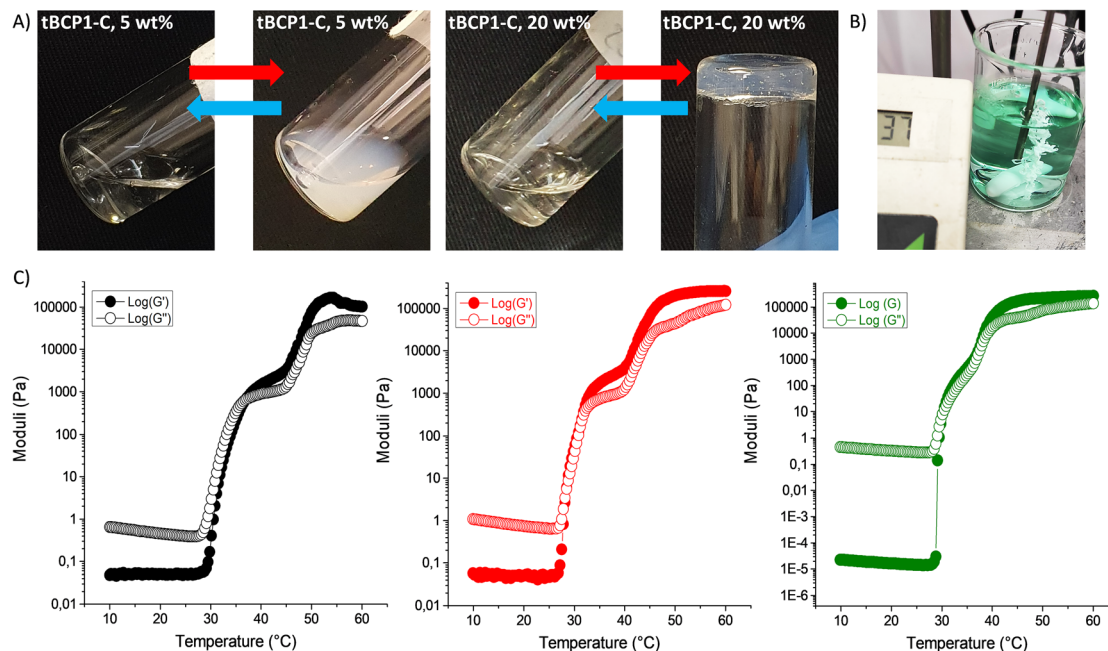 A)
tBCP1-C, 5 wt%
tBCP1-C, 5 wt%
tBCP1-C, 20 wt%
tBCP1-C, 20 wt%
B)
37
C)
Log(G')
Log(G'')
100000
10000
1000
100
10
1
0,1
0,01
Moduli (Pa)
10 20 30 40 50 60
Temperature (°C)
Log(G')
Log(G'')
100000
10000
1000
100
10
1
0,1
0,01
Moduli (Pa)
10 20 30 40 50 60
Temperature (°C)
Log (G)
Log (G'')
100000
10000
1000
100
10
1
0,1
0,01
1E-3
1E-4
1E-5
1E-6
Moduli (Pa)
10 20 30 40 50 60
Temperature (°C)